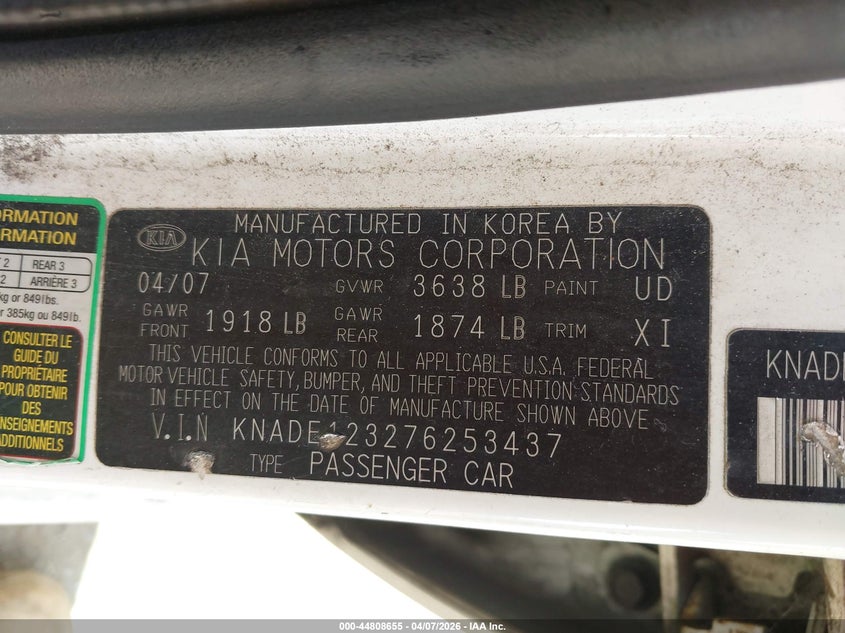 ORMATION
ORMATION
2 REAR 3
2 ARRIÈRE 3
kg or 849lbs.
r 385kg ou 849lb.
CONSULTER LE
GUIDE DU
PROPRIÉTAIRE
POUR OBTENIR
DES
NSEIGNEMENTS
ADDITIONNELS
KIA
MANUFACTURED IN KOREA BY
KIA MOTORS CORPORATION
04/07 GVWR 3638 LB PAINT UD
GAWR FRONT 1918 LB GAWR REAR 1874 LB TRIM XI
THIS VEHICLE CONFORMS TO ALL APPLICABLE U.S.A. FEDERAL
MOTOR VEHICLE SAFETY, BUMPER, AND THEFT PREVENTION STANDARDS
IN EFFECT ON THE DATE OF MANUFACTURE SHOWN ABOVE
V.I.N KNADE123276253437
TYPE PASSENGER CAR
KNADE
000-44808655 - 04/07/2026 - IAA Inc.